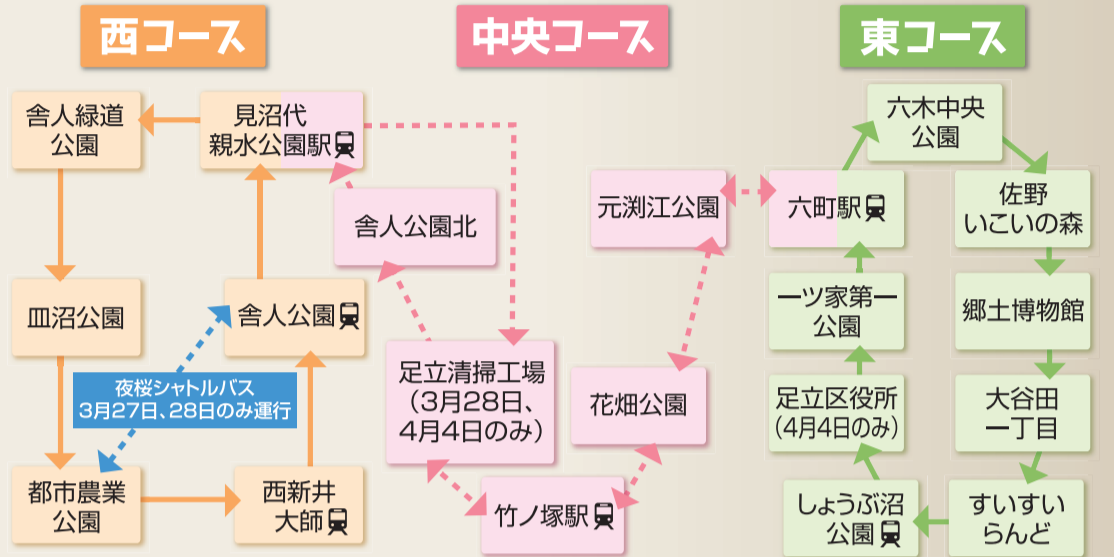 西コース
中央コース
東コース
舎人緑道
公園
見沼代
親水公園駅
皿沼公園
舎人公園
夜桜シャトルバス
3月27日、28日のみ運行
都市農業
公園
西新井
大師
舎人公園北
足立清掃工場
(3月28日、
4月4日のみ)
竹ノ塚駅
花畑公園
元渕江公園
六町駅
六木中央
公園
佐野
いこいの森
郷土博物館
大谷田
一丁目
すいすい
らんど
しょうぶ沼
公園
足立区役所
(4月4日のみ)
一ツ家第一
公園